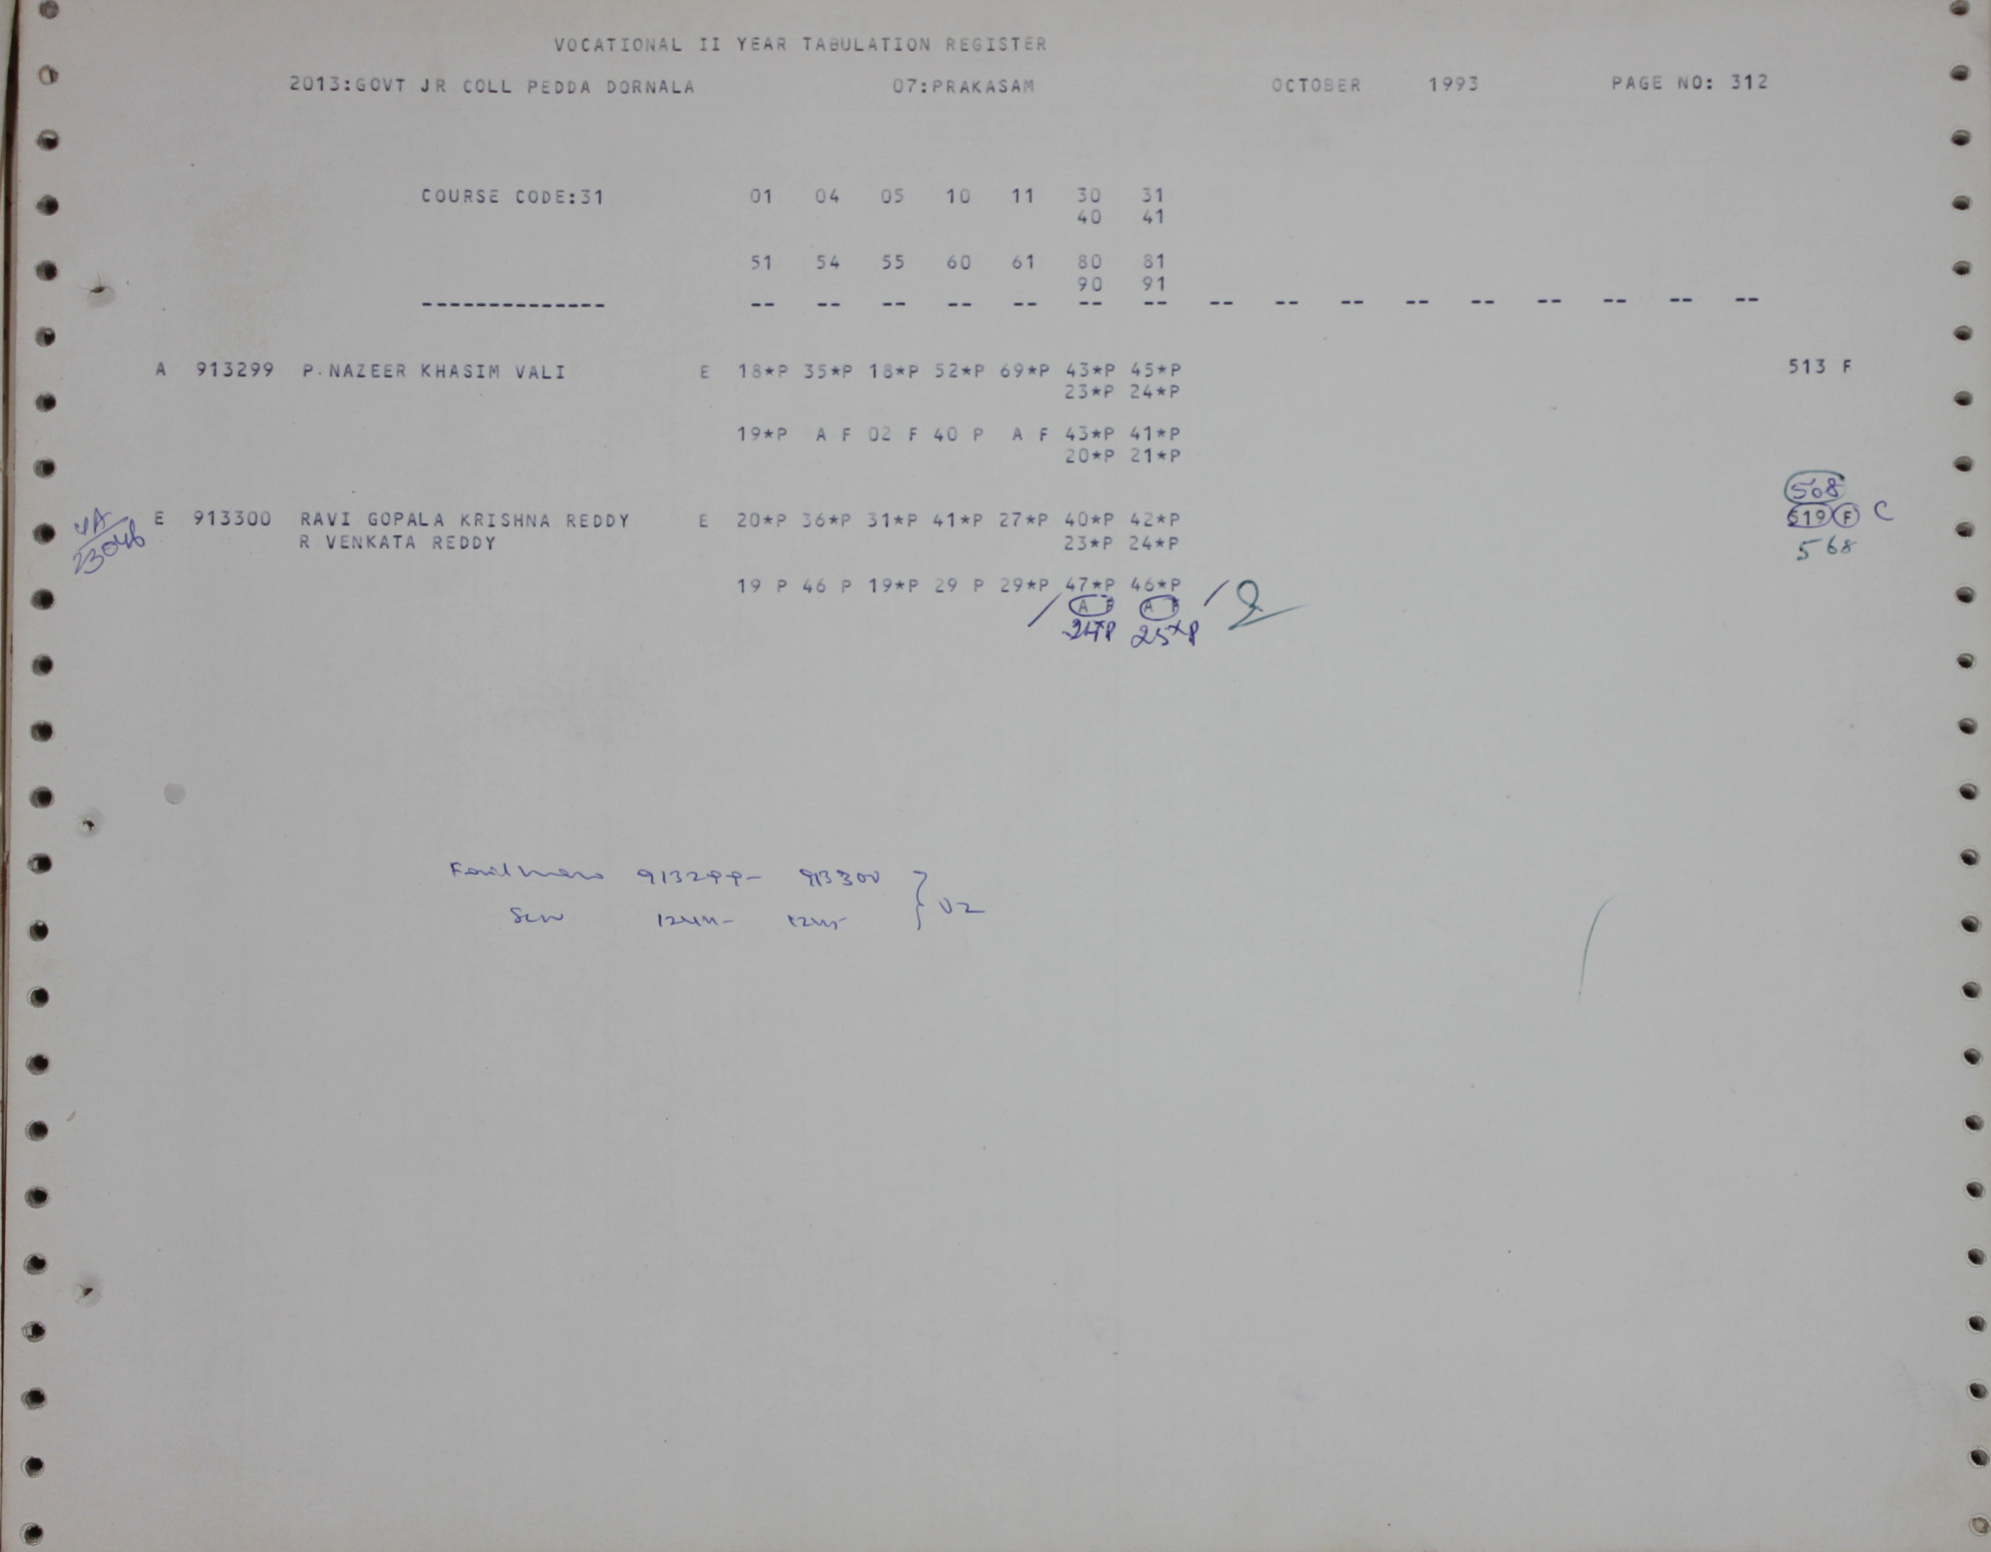 VOCATIONAL II YEAR TABULATION REGISTER
2013:GOVT JR COLL PEDDA DORNALA 07:PRAKASAM OCTOBER 1993 PAGE NO: 312
COURSE CODE:31 01 04 05 10 11 30 31
40 41
51 54 55 60 61 80 81
90 91
-------------- -- -- -- -- -- -- -- -- -- -- -- -- -- -- -- --
A 913299 P.NAZEER KHASIM VALI E 18*P 35*P 18*P 52*P 69*P 43*P 45*P 513 F
23*P 24*P
19*P A F 02 F 40 P A F 43*P 41*P
20*P 21*P
508
E 913300 RAVI GOPALA KRISHNA REDDY E 20*P 36*P 31*P 41*P 27*P 40*P 42*P 519 F C
23046 R VENKATA REDDY 23*P 24*P 568
19 P 46 P 19*P 29 P 29*P 47*P 46*P 2
A F A F
24*P 25*P
913299- 913300
02